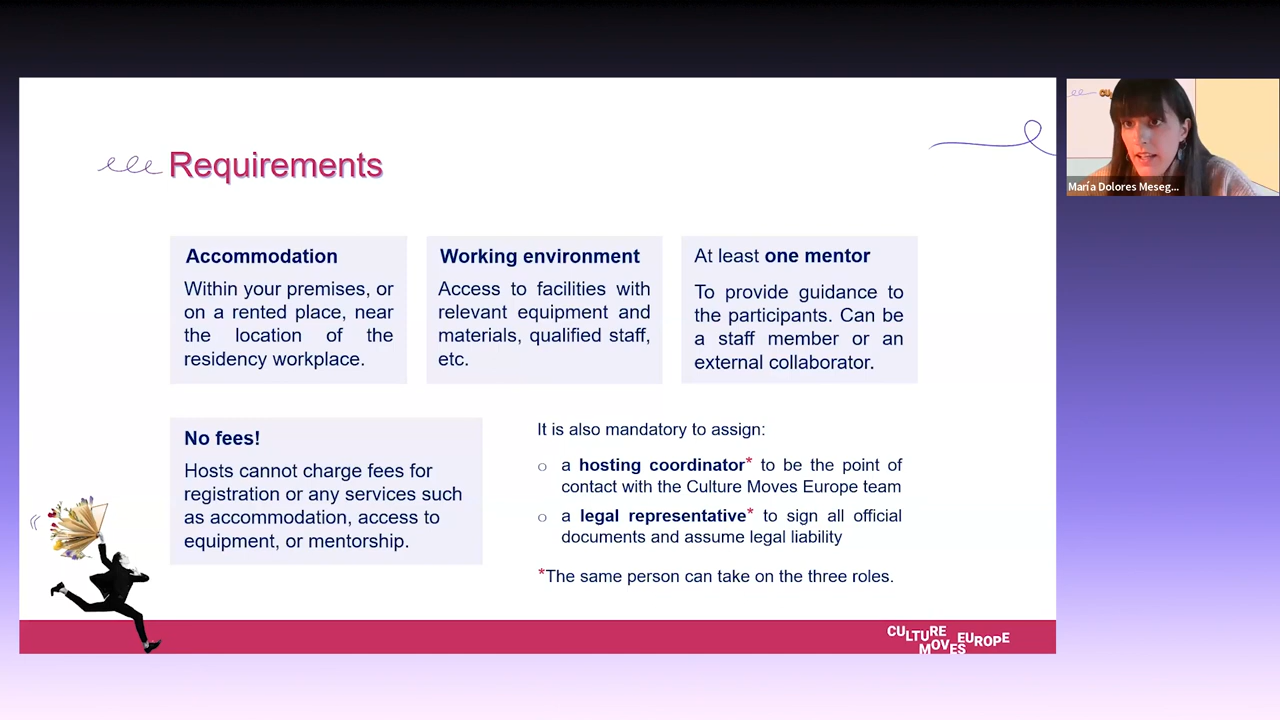 Requirements
Accommodation
Within your premises, or
on a rented place, near
the location of the
residency workplace.
Working environment
Access to facilities with
relevant equipment and
materials, qualified staff,
etc.
At least one mentor
To provide guidance to
the participants. Can be
a staff member or an
external collaborator.
No fees!
Hosts cannot charge fees for
registration or any services such
as accommodation, access to
equipment, or mentorship.
It is also mandatory to assign:
o a hosting coordinator* to be the point of
contact with the Culture Moves Europe team
o a legal representative* to sign all official
documents and assume legal liability
*The same person can take on the three roles.
CULTURE
MOVES EUROPE
María Dolores Meseg...